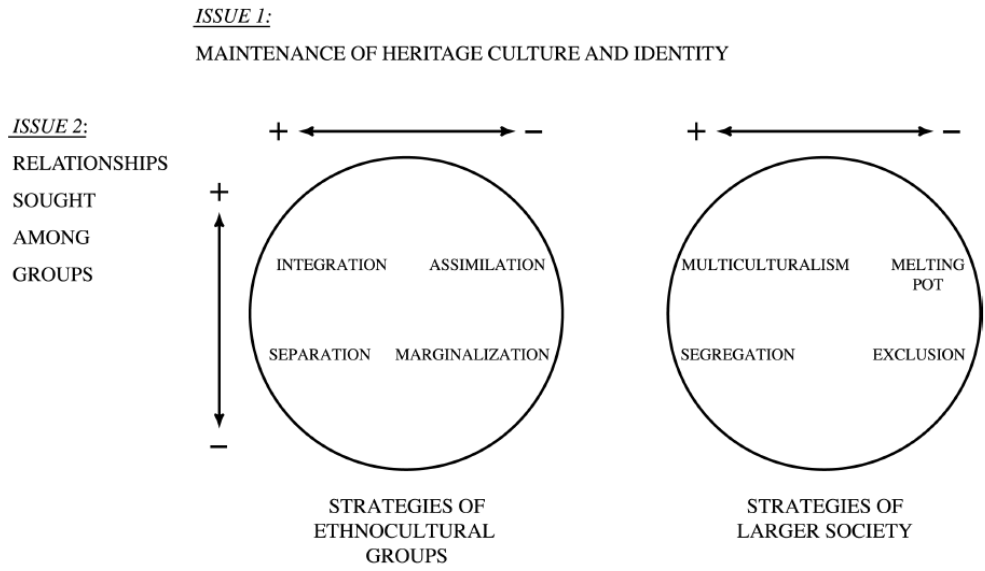 ISSUE 1:
MAINTENANCE OF HERITAGE CULTURE AND IDENTITY
ISSUE 2:
RELATIONSHIPS
SOUGHT
AMONG
GROUPS
+ −
+
−
INTEGRATION ASSIMILATION
SEPARATION MARGINALIZATION
STRATEGIES OF
ETHNOCULTURAL
GROUPS
+ −
MULTICULTURALISM MELTING
POT
SEGREGATION EXCLUSION
STRATEGIES OF
LARGER SOCIETY